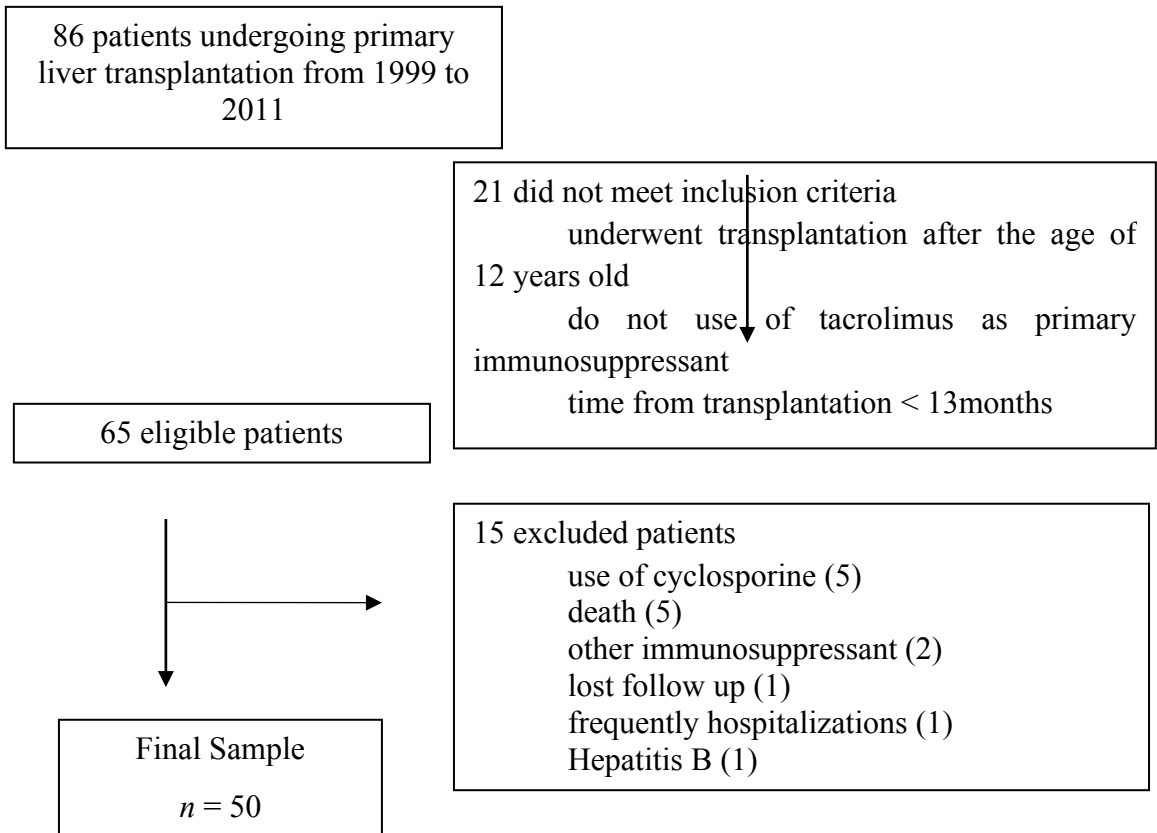 86 patients undergoing primary
liver transplantation from 1999 to
2011
21 did not meet inclusion criteria
underwent transplantation after the age of
12 years old
do not use of tacrolimus as primary
immunosuppressant
time from transplantation < 13months
65 eligible patients
15 excluded patients
use of cyclosporine (5)
death (5)
other immunosuppressant (2)
lost follow up (1)
frequently hospitalizations (1)
Hepatitis B (1)
Final Sample
n = 50